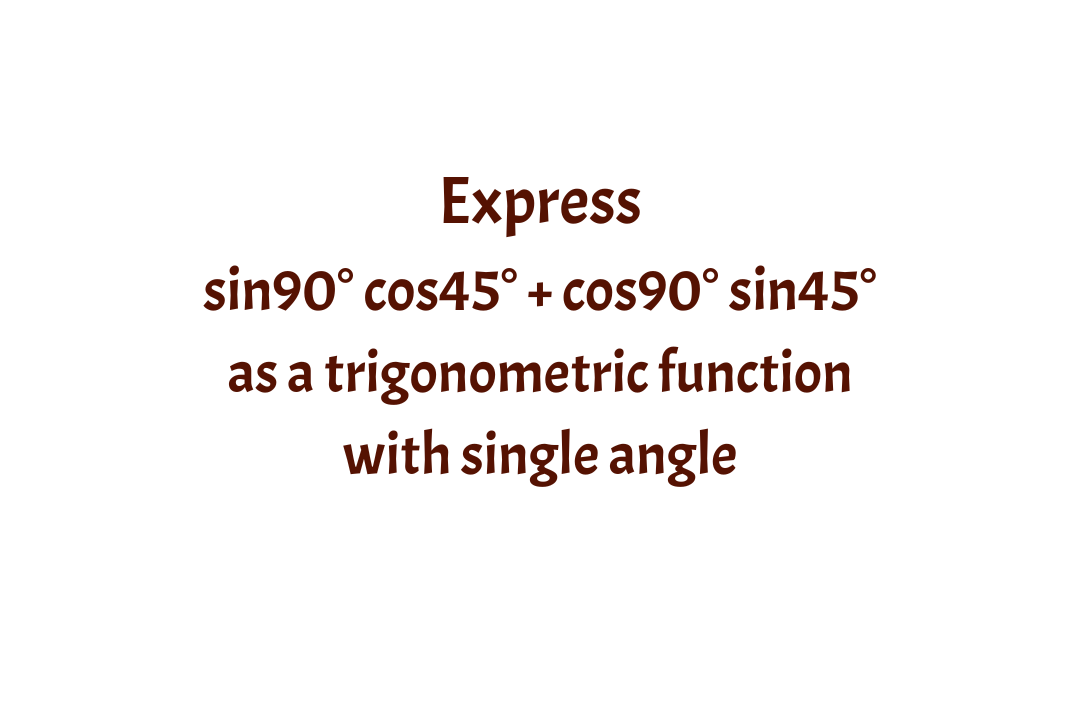 Express
sin90° cos45° + cos90° sin45°
as a trigonometric function
with single angle